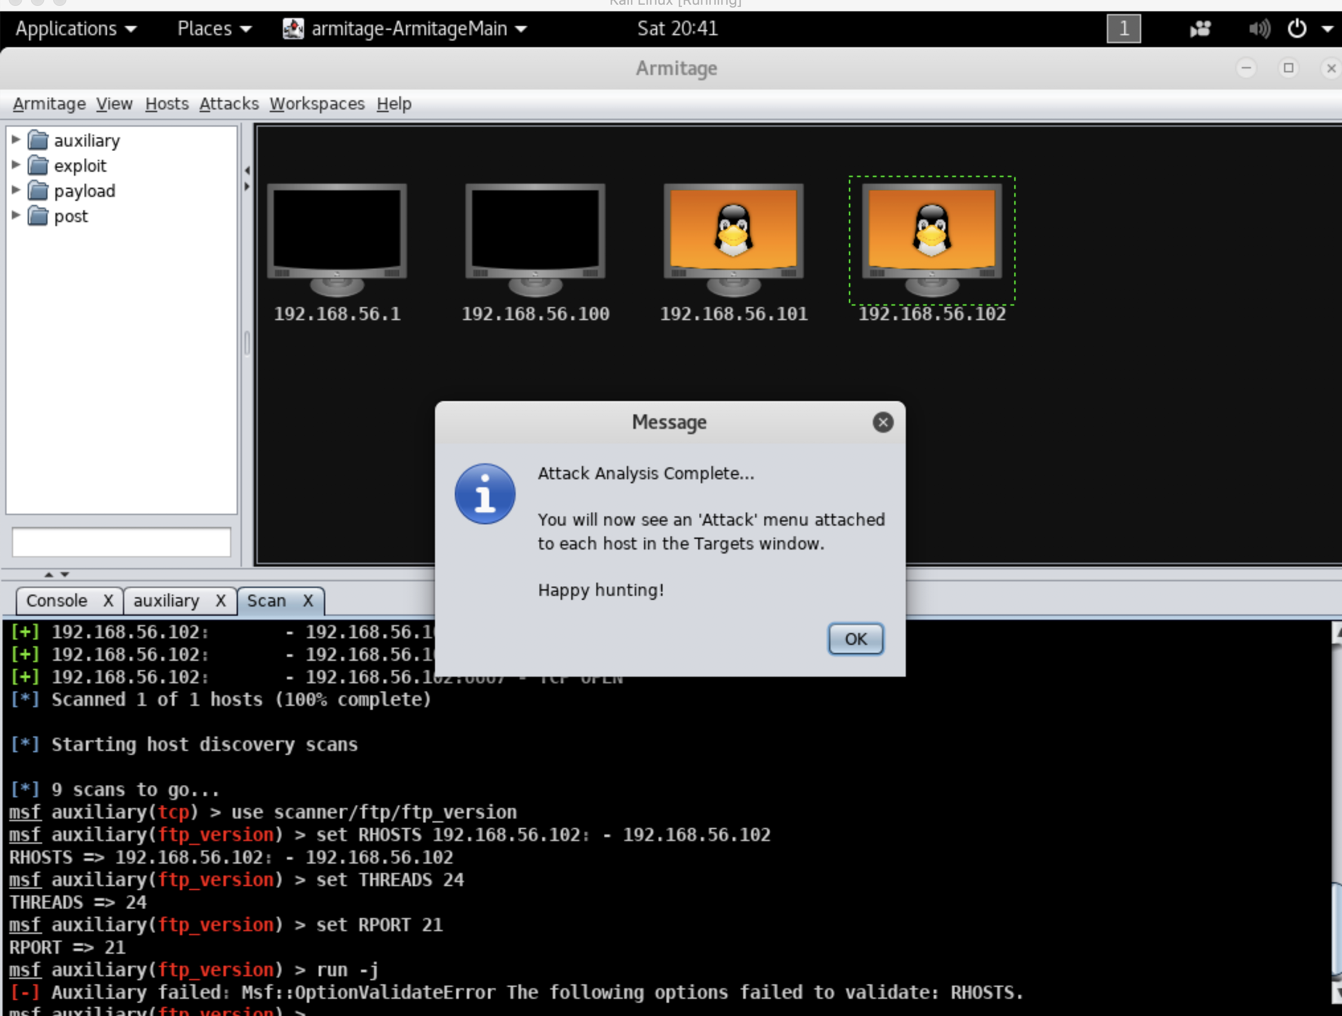 Kali Linux [Running]
Applications Places armitage-ArmitageMain Sat 20:41 1
Armitage
Armitage View Hosts Attacks Workspaces Help
auxiliary
exploit
payload
post
192.168.56.1 192.168.56.100 192.168.56.101 192.168.56.102
Message
Attack Analysis Complete...
You will now see an 'Attack' menu attached
to each host in the Targets window.
Happy hunting!
OK
Console X auxiliary X Scan X
[+] 192.168.56.102: - 192.168.56.1
[+] 192.168.56.102: - 192.168.56.1
[+] 192.168.56.102: - 192.168.56.102:6667 - TCP OPEN
[*] Scanned 1 of 1 hosts (100% complete)
[*] Starting host discovery scans
[*] 9 scans to go...
msf auxiliary(tcp) > use scanner/ftp/ftp_version
msf auxiliary(ftp_version) > set RHOSTS 192.168.56.102: - 192.168.56.102
RHOSTS => 192.168.56.102: - 192.168.56.102
msf auxiliary(ftp_version) > set THREADS 24
THREADS => 24
msf auxiliary(ftp_version) > set RPORT 21
RPORT => 21
msf auxiliary(ftp_version) > run -j
[-] Auxiliary failed: Msf::OptionValidateError The following options failed to validate: RHOSTS.
msf auxiliary(ftp_version) >